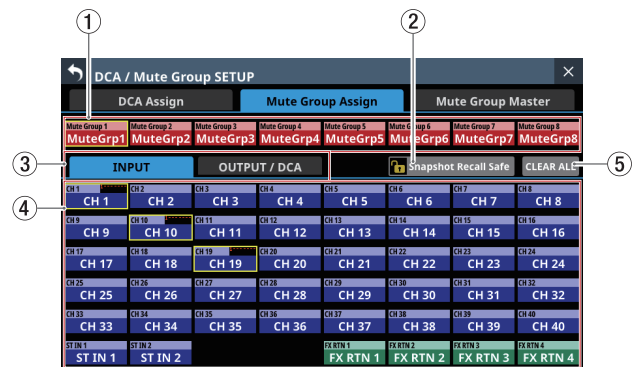 1 2
DCA / Mute Group SETUP ×
DCA Assign Mute Group Assign Mute Group Master
Mute Group 1 Mute Group 2 Mute Group 3 Mute Group 4 Mute Group 5 Mute Group 6 Mute Group 7 Mute Group 8
MuteGrp1 MuteGrp2 MuteGrp3 MuteGrp4 MuteGrp5 MuteGrp6 MuteGrp7 MuteGrp8
3 INPUT OUTPUT / DCA Snapshot Recall Safe CLEAR ALL 5
4 CH 1 CH 2 CH 3 CH 4 CH 5 CH 6 CH 7 CH 8
CH 1 CH 2 CH 3 CH 4 CH 5 CH 6 CH 7 CH 8
CH 9 CH 10 CH 11 CH 12 CH 13 CH 14 CH 15 CH 16
CH 9 CH 10 CH 11 CH 12 CH 13 CH 14 CH 15 CH 16
CH 17 CH 18 CH 19 CH 20 CH 21 CH 22 CH 23 CH 24
CH 17 CH 18 CH 19 CH 20 CH 21 CH 22 CH 23 CH 24
CH 25 CH 26 CH 27 CH 28 CH 29 CH 30 CH 31 CH 32
CH 25 CH 26 CH 27 CH 28 CH 29 CH 30 CH 31 CH 32
CH 33 CH 34 CH 35 CH 36 CH 37 CH 38 CH 39 CH 40
CH 33 CH 34 CH 35 CH 36 CH 37 CH 38 CH 39 CH 40
ST IN 1 ST IN 2 FX RTN 1 FX RTN 2 FX RTN 3 FX RTN 4
ST IN 1 ST IN 2 FX RTN 1 FX RTN 2 FX RTN 3 FX RTN 4